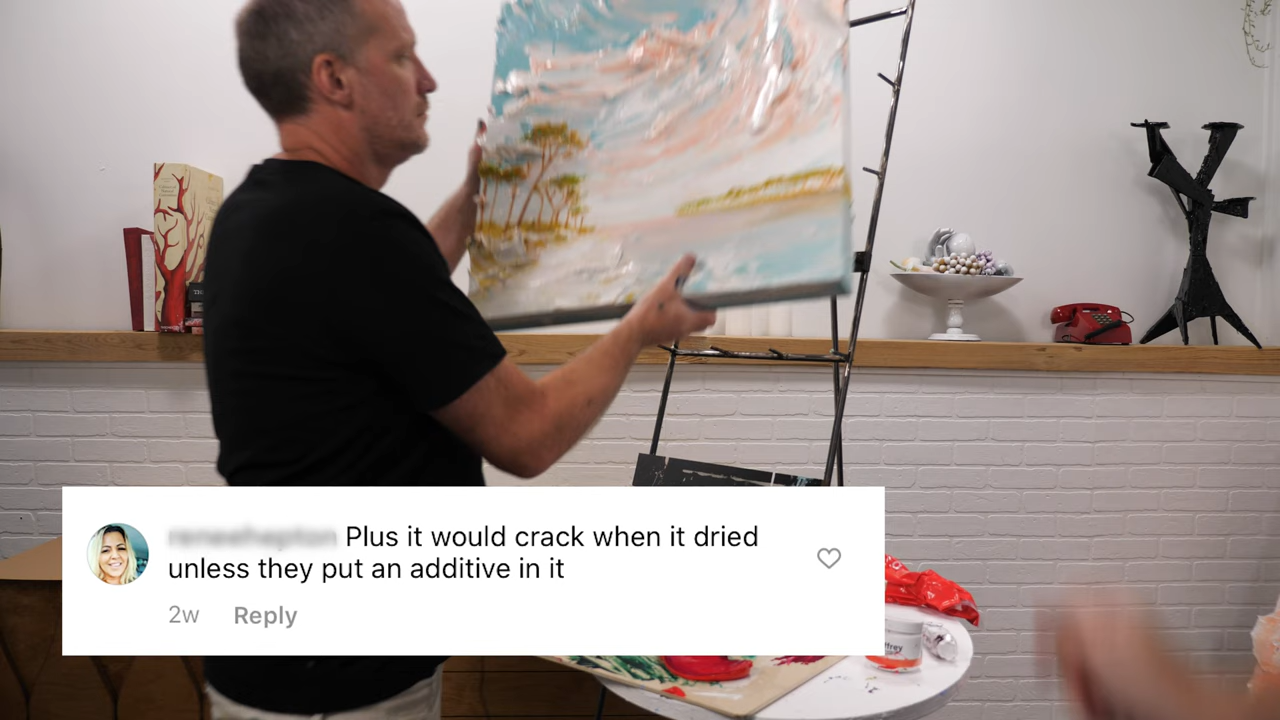 Plus it would crack when it dried
unless they put an additive in it
2w Reply